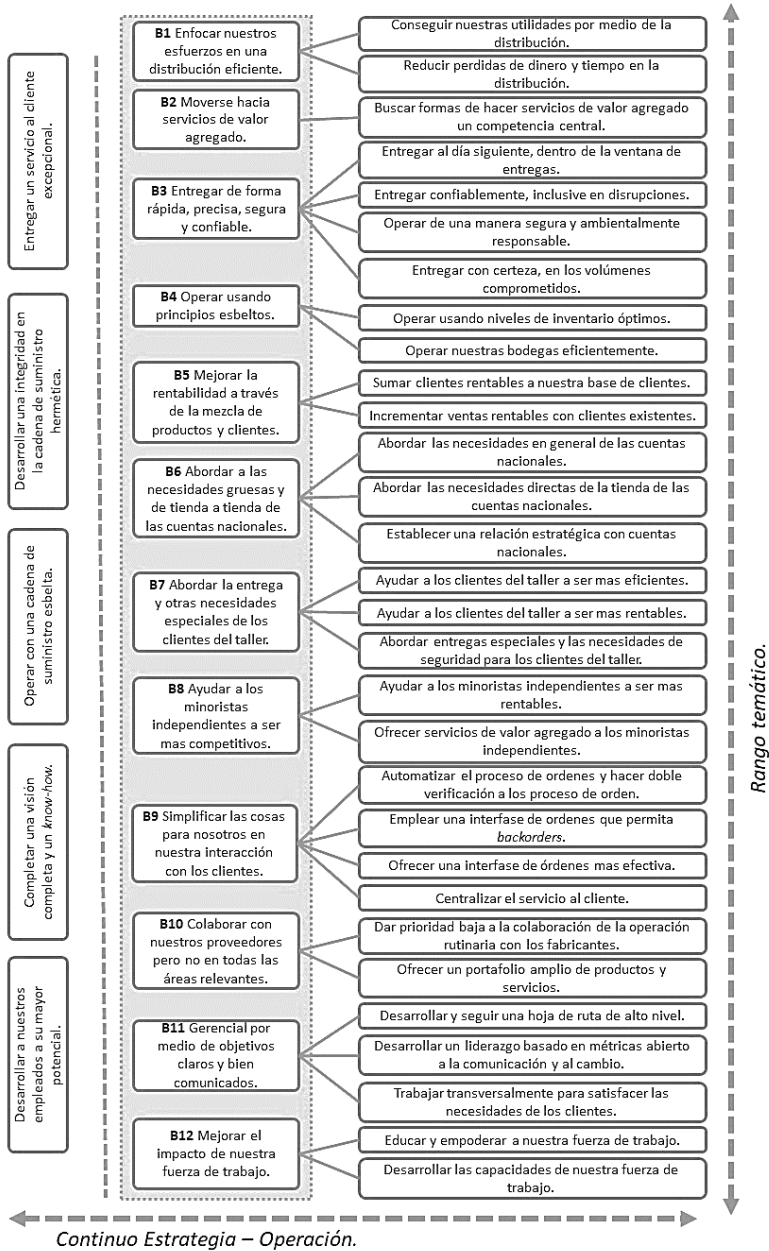 Entregar un servicio al cliente
excepcional.
Desarrollar una integridad en
la cadena de suministro
hermética.
Operar con una cadena de
suministro esbelta.
Completar una visión
completa y un know-how.
Desarrollar a nuestros
empleados a su mayor
potencial.
B1 Enfocar nuestros
esfuerzos en una
distribución eficiente.
Conseguir nuestras utilidades por medio de la
distribución.
Reducir perdidas de dinero y tiempo en la
distribución.
B2 Moverse hacia
servicios de valor
agregado.
Buscar formas de hacer servicios de valor agregado
un competencia central.
B3 Entregar de forma
rápida, precisa, segura
y confiable.
Entregar al día siguiente, dentro de la ventana de
entregas.
Entregar confiablemente, inclusive en disrupciones.
Operar de una manera segura y ambientalmente
responsable.
Entregar con certeza, en los volúmenes
comprometidos.
B4 Operar usando
principios esbeltos.
Operar usando niveles de inventario óptimos.
Operar nuestras bodegas eficientemente.
B5 Mejorar la
rentabilidad a través
de la mezcla de
productos y clientes.
Sumar clientes rentables a nuestra base de clientes.
Incrementar ventas rentables con clientes existentes.
B6 Abordar a las
necesidades gruesas y
de tienda a tienda de
las cuentas nacionales.
Abordar las necesidades en general de las cuentas
nacionales.
Abordar las necesidades directas de la tienda de las
cuentas nacionales.
Establecer una relación estratégica con cuentas
nacionales.
B7 Abordar la entrega
y otras necesidades
especiales de los
clientes del taller.
Ayudar a los clientes del taller a ser mas eficientes.
Ayudar a los clientes del taller a ser mas rentables.
Abordar entregas especiales y las necesidades de
seguridad para los clientes del taller.
B8 Ayudar a los
minoristas
independientes a ser
mas competitivos.
Ayudar a los minoristas independientes a ser mas
rentables.
Ofrecer servicios de valor agregado a los minoristas
independientes.
B9 Simplificar las cosas
para nosotros en
nuestra interacción
con los clientes.
Automatizar el proceso de ordenes y hacer doble
verificación a los proceso de orden.
Emplear una interfase de ordenes que permita
backorders.
Ofrecer una interfase de órdenes mas efectiva.
Centralizar el servicio al cliente.
B10 Colaborar con
nuestros proveedores
pero no en todas las
áreas relevantes.
Dar prioridad baja a la colaboración de la operación
rutinaria con los fabricantes.
Ofrecer un portafolio amplio de productos y
servicios.
B11 Gerencial por
medio de objetivos
claros y bien
comunicados.
Desarrollar y seguir una hoja de ruta de alto nivel.
Desarrollar un liderazgo basado en métricas abierto
a la comunicación y al cambio.
Trabajar transversalmente para satisfacer las
necesidades de los clientes.
B12 Mejorar el
impacto de nuestra
fuerza de trabajo.
Educar y empoderar a nuestra fuerza de trabajo.
Desarrollar las capacidades de nuestra fuerza de
trabajo.
Rango temático.
Continuo Estrategia – Operación.